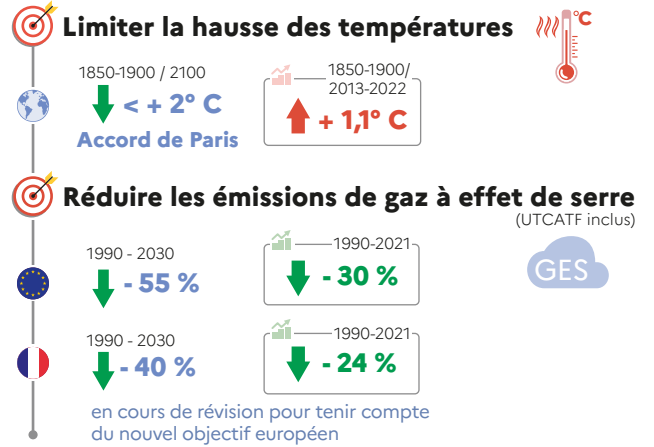 Limiter la hausse des températures
°C
1850-1900 / 2100
< + 2° C
Accord de Paris
1850-1900/
2013-2022
+ 1,1° C
Réduire les émissions de gaz à effet de serre
(UTCATF inclus)
GES
1990 - 2030
- 55 %
1990-2021
- 30 %
1990 - 2030
- 40 %
1990-2021
- 24 %
en cours de révision pour tenir compte
du nouvel objectif européen